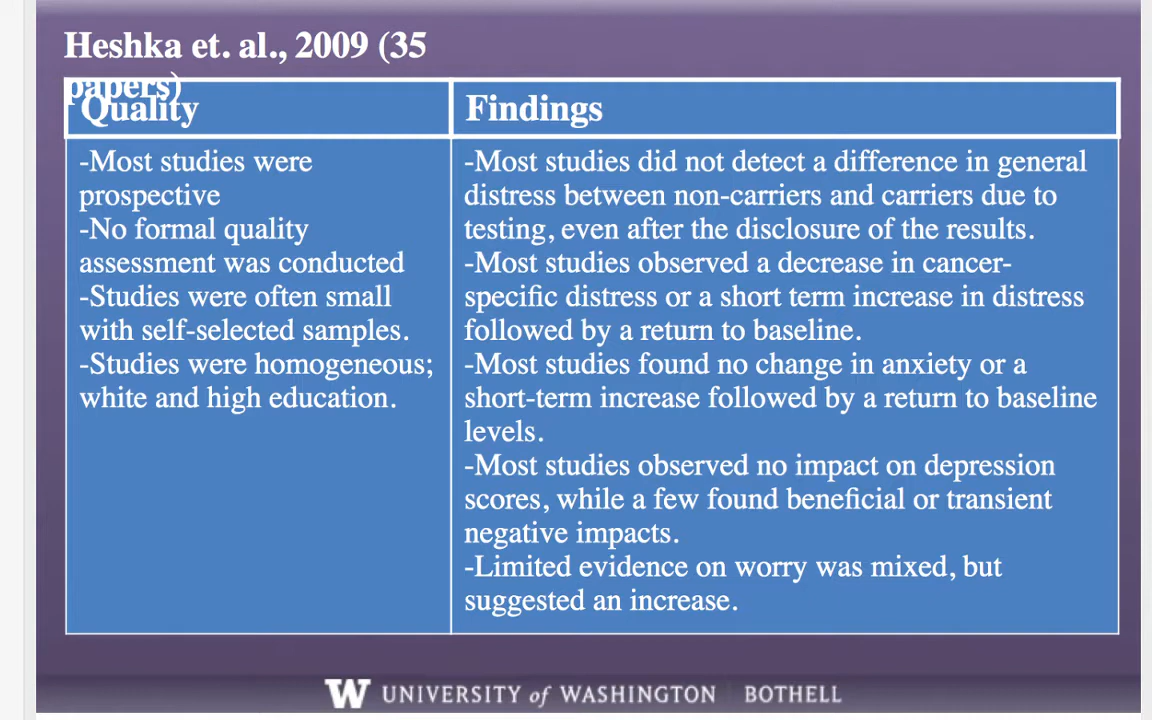 Heshka et. al., 2009 (35
papers)
Quality
Findings
-Most studies were
prospective
-No formal quality
assessment was conducted
-Studies were often small
with self-selected samples.
-Studies were homogeneous;
white and high education.
-Most studies did not detect a difference in general
distress between non-carriers and carriers due to
testing, even after the disclosure of the results.
-Most studies observed a decrease in cancer-
specific distress or a short term increase in distress
followed by a return to baseline.
-Most studies found no change in anxiety or a
short-term increase followed by a return to baseline
levels.
-Most studies observed no impact on depression
scores, while a few found beneficial or transient
negative impacts.
-Limited evidence on worry was mixed, but
suggested an increase.
W UNIVERSITY of WASHINGTON BOTHELL